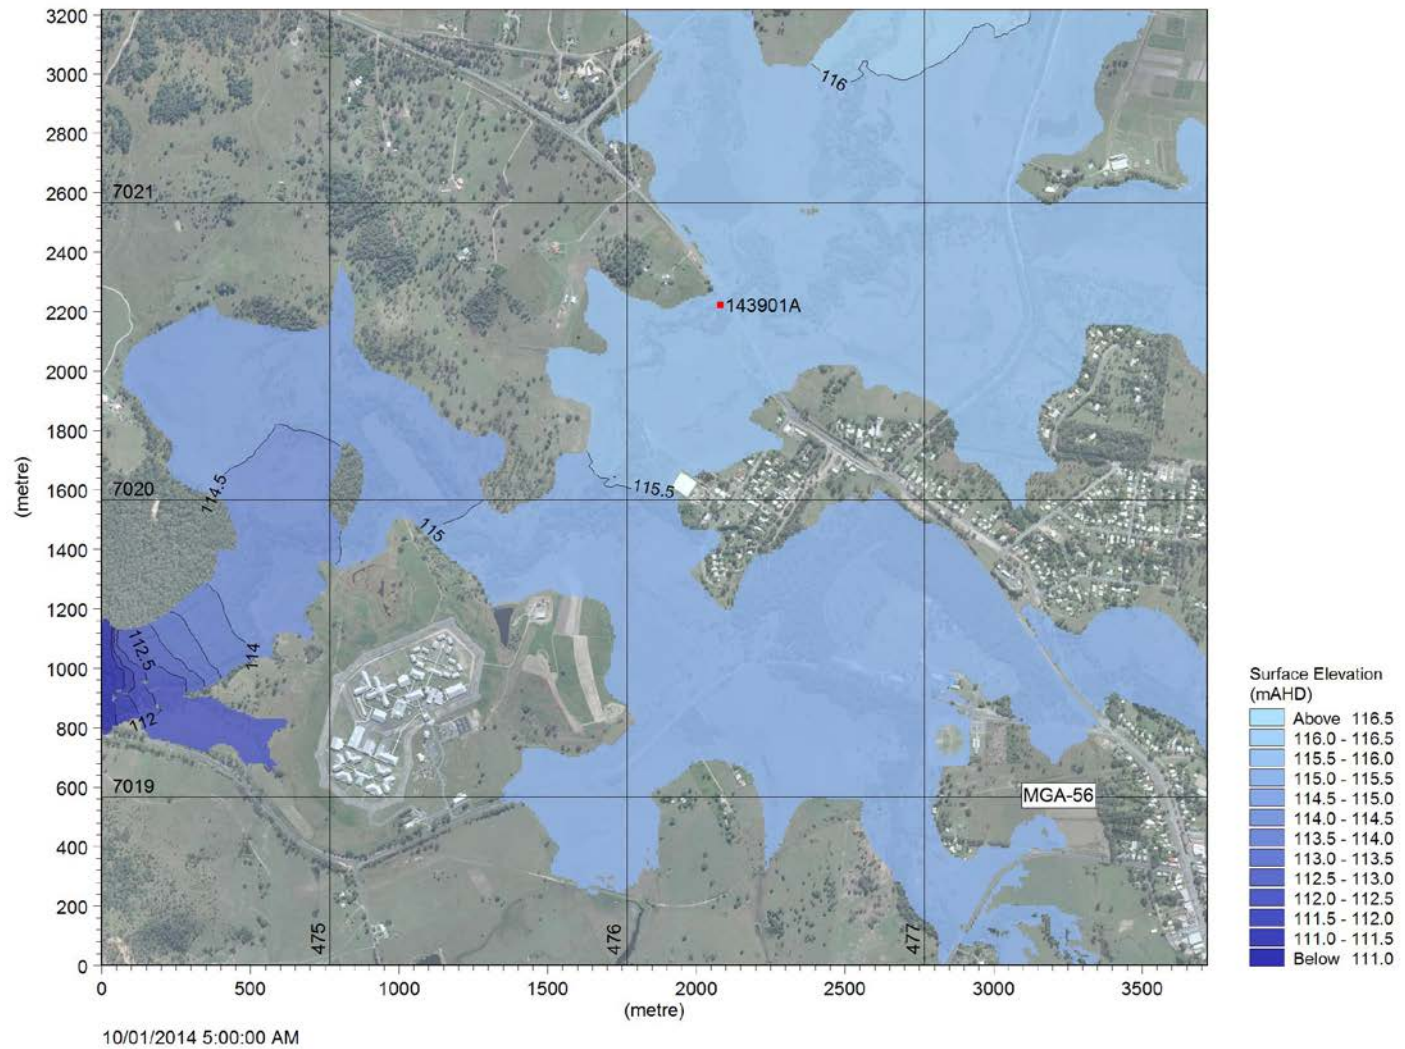 3200
3000
2800
2600
2400
2200
2000
1800
1600
1400
1200
1000
800
600
400
200
0
(metre)
116
7021
143901A
114.5
115.5
7020
115
112.5
114
112
7019
MGA-56
475
476
477
0
500
1000
1500
2000
2500
3000
3500
(metre)
10/01/2014 5:00:00 AM
Surface Elevation
(mAHD)
Above 116.5
116.0 - 116.5
115.5 - 116.0
115.0 - 115.5
114.5 - 115.0
114.0 - 114.5
113.5 - 114.0
113.0 - 113.5
112.5 - 113.0
112.0 - 112.5
111.5 - 112.0
111.0 - 111.5
Below 111.0